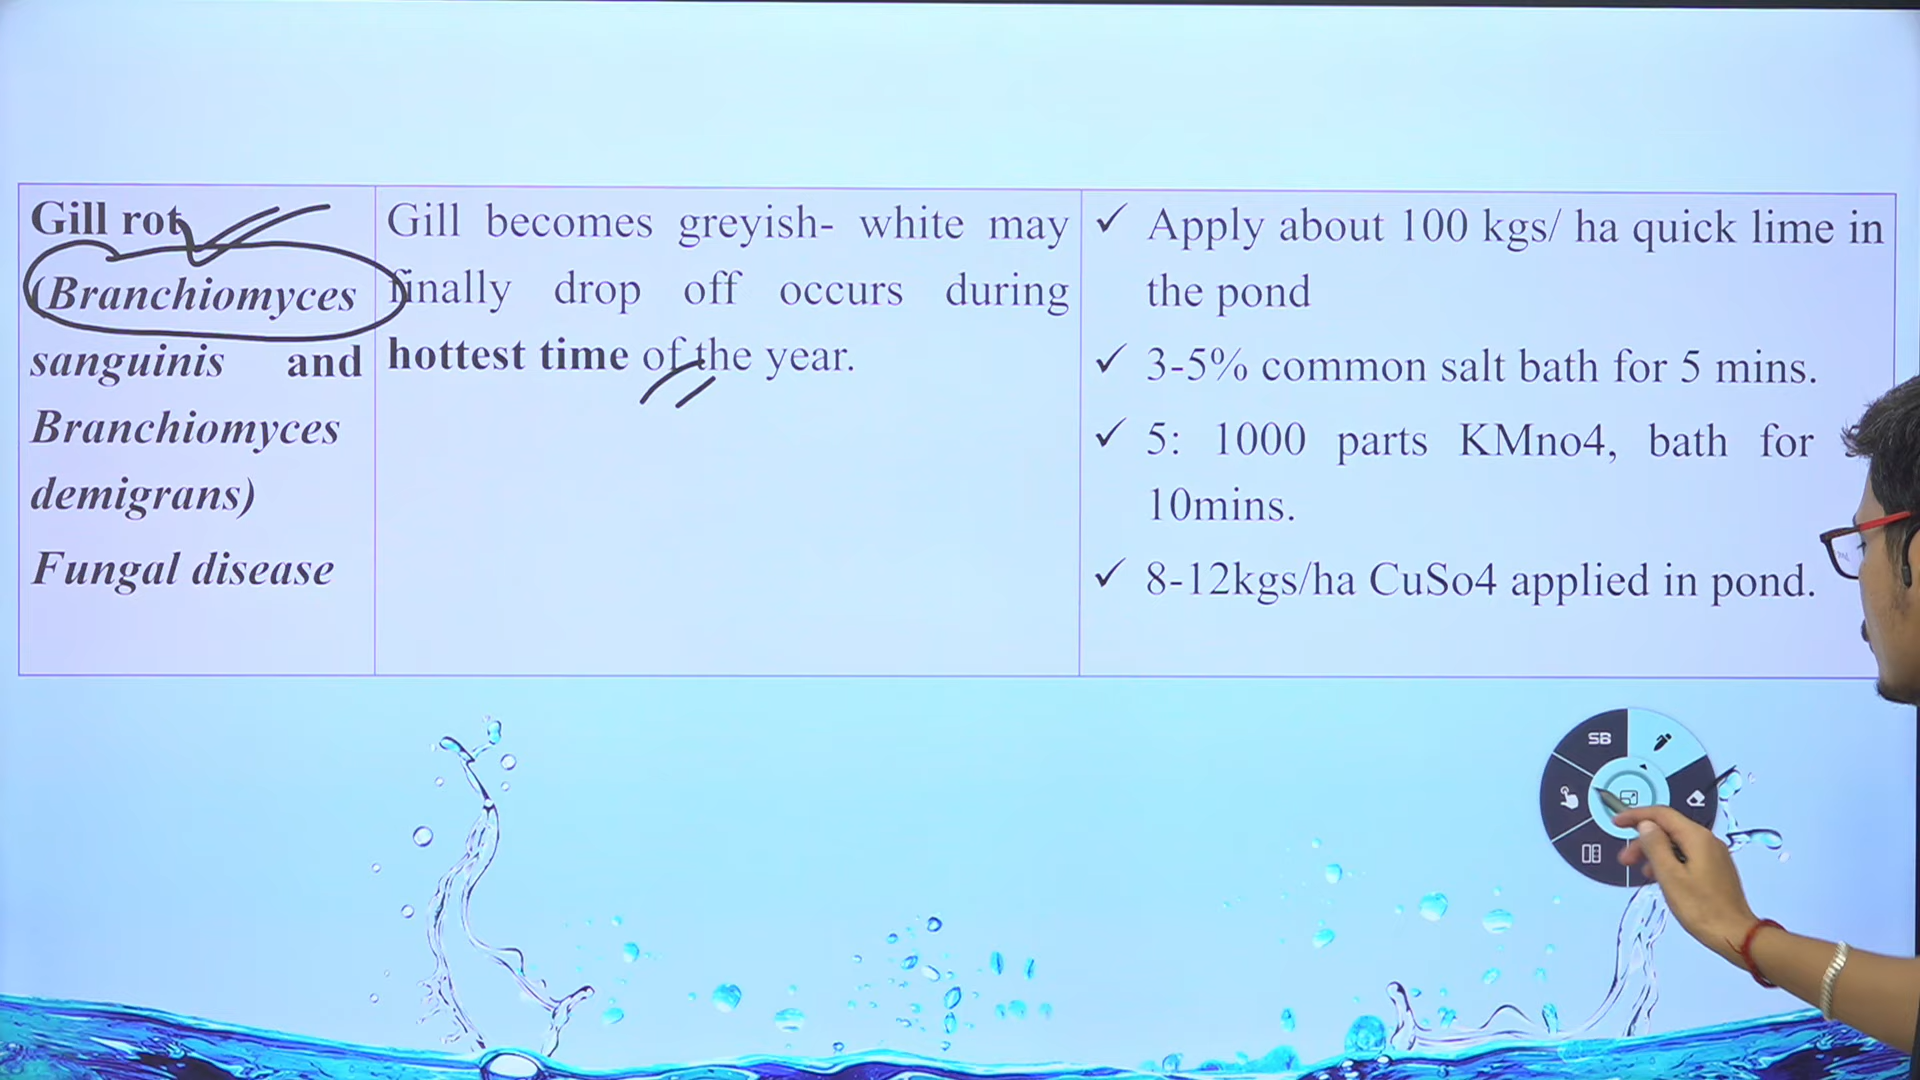 Gill rot
(Branchiomyces
sanguinis and
Branchiomyces
demigrans)
Fungal disease
Gill becomes greyish- white may
finally drop off occurs during
hottest time of the year.
✓ Apply about 100 kgs/ ha quick lime in
the pond
✓ 3-5% common salt bath for 5 mins.
✓ 5: 1000 parts KMno4, bath for
10mins.
✓ 8-12kgs/ha CuSo4 applied in pond.
SB